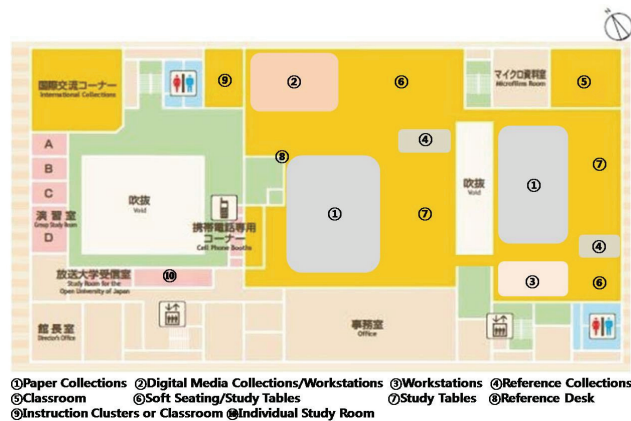 N
国際交流コーナー
International Collections
⑨
②
⑥
マイクロ資料室
Microfilms Room
⑤
A
B
C
演習室
Group Study Room
D
吹抜
Void
⑧
④
①
⑦
吹抜
Void
①
⑦
④
③
⑥
携帯電話専用
コーナー
Cell Phone Booth
放送大学受信室
Study Room for the
Open University of Japan
⑩
館長室
Director's Office
事務室
Office
①Paper Collections ②Digital Media Collections/Workstations ③Workstations ④Reference Collections
⑤Classroom ⑥Soft Seating/Study Tables ⑦Study Tables ⑧Reference Desk
⑨Instruction Clusters or Classroom ⑩Individual Study Room